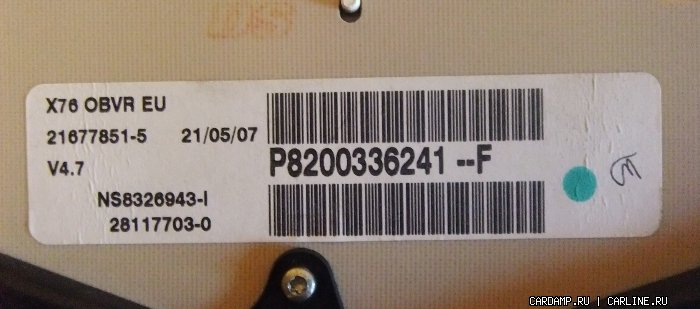 X76 OBVR EU
21677851-5 21/05/07
V4.7
NS8326943-I
28117703-0
P8200336241 --F
CARDAMP.RU | CARLINE.RU